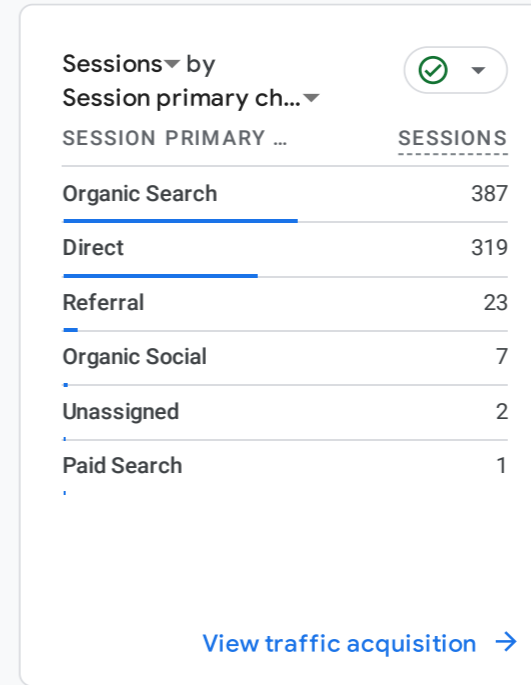 Sessions by
Session primary ch...
SESSION PRIMARY ... SESSIONS
Organic Search 387
Direct 319
Referral 23
Organic Social 7
Unassigned 2
Paid Search 1
View traffic acquisition